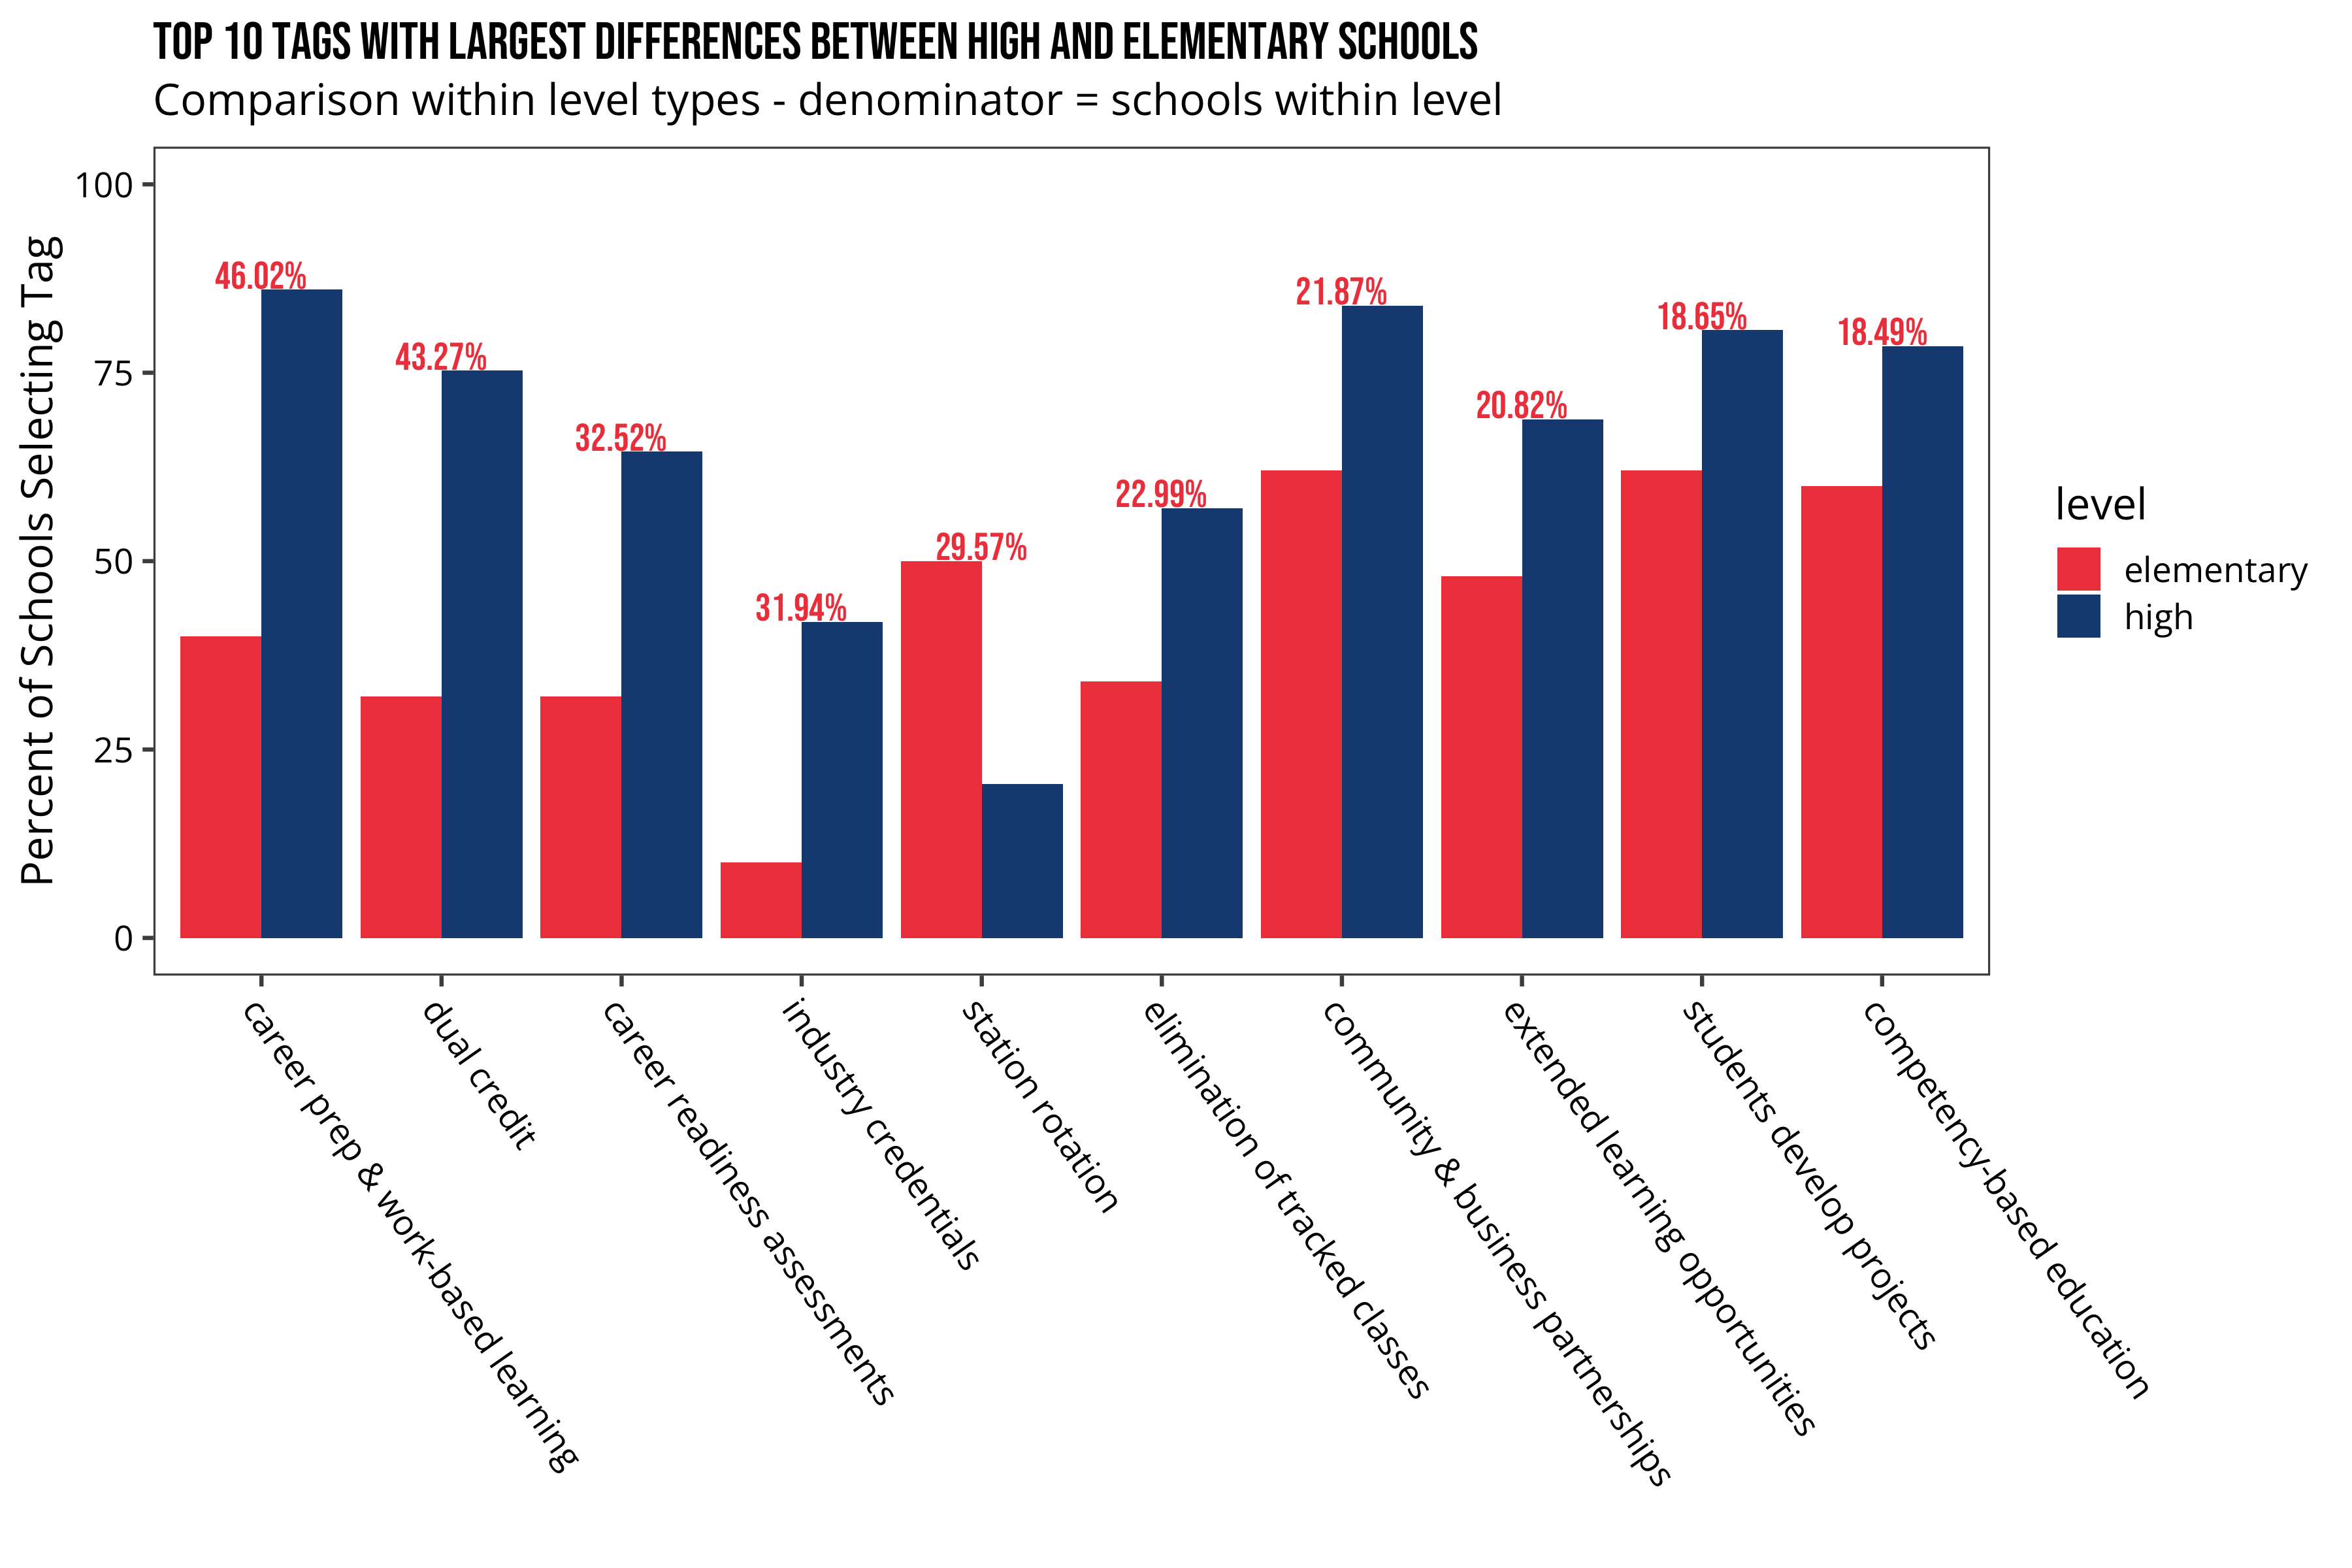 TOP 10 TAGS WITH LARGEST DIFFERENCES BETWEEN HIGH AND ELEMENTARY SCHOOLS
Comparison within level types - denominator = schools within level
Percent of Schools Selecting Tag
100
75
50
25
0
46.02%
43.27%
32.52%
31.94%
29.57%
22.99%
21.87%
20.82%
18.65%
18.49%
career prep & work-based learning
dual credit
career readiness assessments
industry credentials
station rotation
elimination of tracked classes
community & business partnerships
extended learning opportunities
students develop projects
competency-based education
level
elementary
high